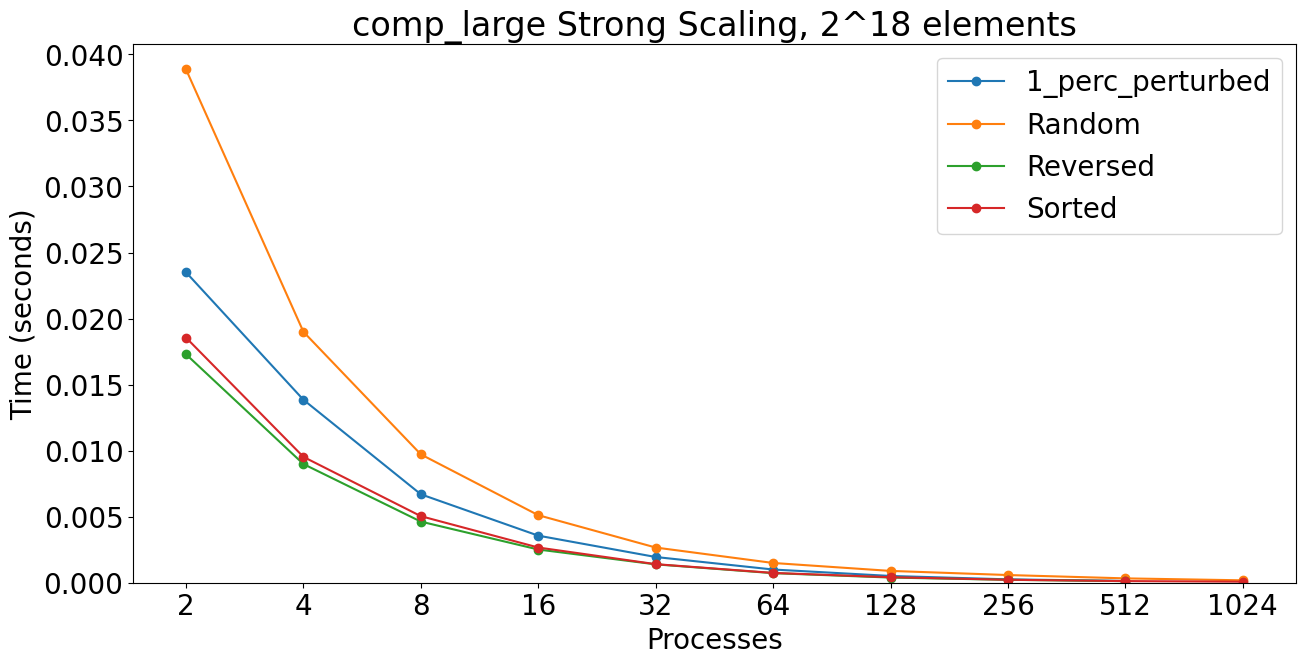 comp_large Strong Scaling, 2^18 elements
0.040
0.035
0.030
0.025
0.020
0.015
0.010
0.005
0.000
Time (seconds)
1_perc_perturbed
Random
Reversed
Sorted
2 4 8 16 32 64 128 256 512 1024
Processes